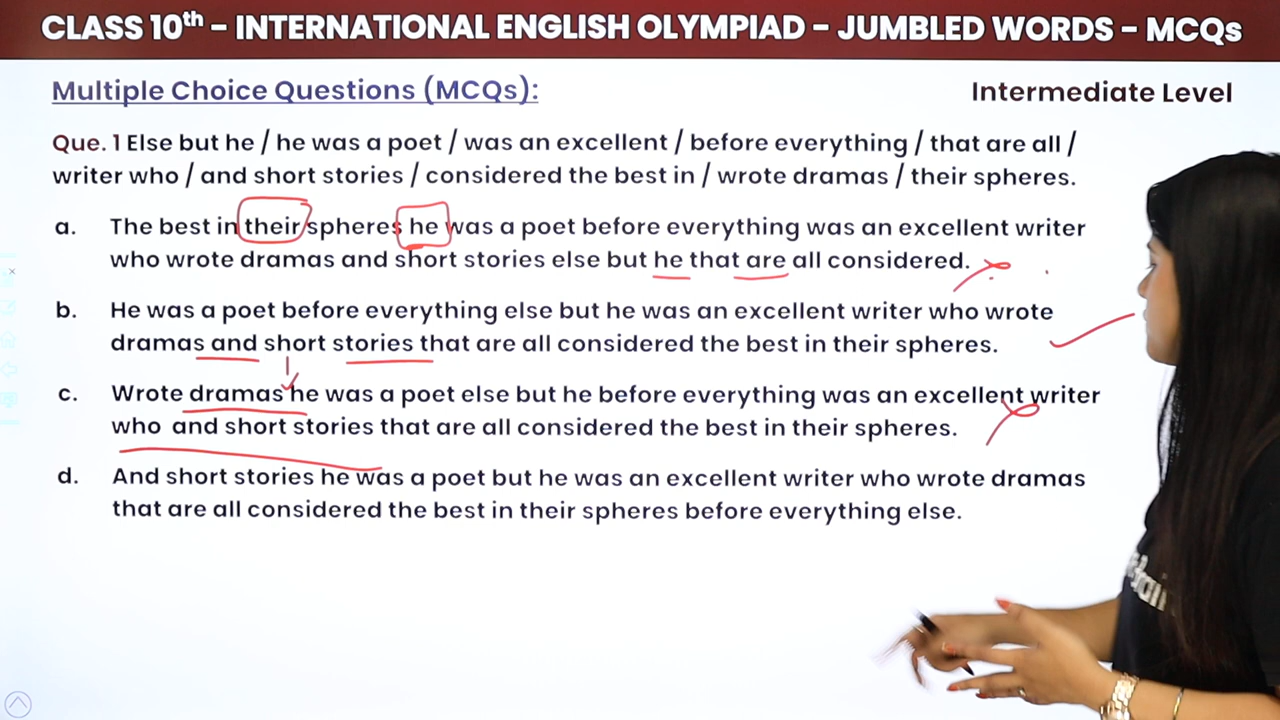 CLASS 10th – INTERNATIONAL ENGLISH OLYMPIAD – JUMBLED WORDS – MCQs
Multiple Choice Questions (MCQs):
Intermediate Level
Que. 1 Else but he / he was a poet / was an excellent / before everything / that are all /
writer who / and short stories / considered the best in / wrote dramas / their spheres.
a. The best in their spheres he was a poet before everything was an excellent writer
who wrote dramas and short stories else but he that are all considered.
b. He was a poet before everything else but he was an excellent writer who wrote
dramas and short stories that are all considered the best in their spheres.
c. Wrote dramas he was a poet else but he before everything was an excellent writer
who and short stories that are all considered the best in their spheres.
d. And short stories he was a poet but he was an excellent writer who wrote dramas
that are all considered the best in their spheres before everything else.